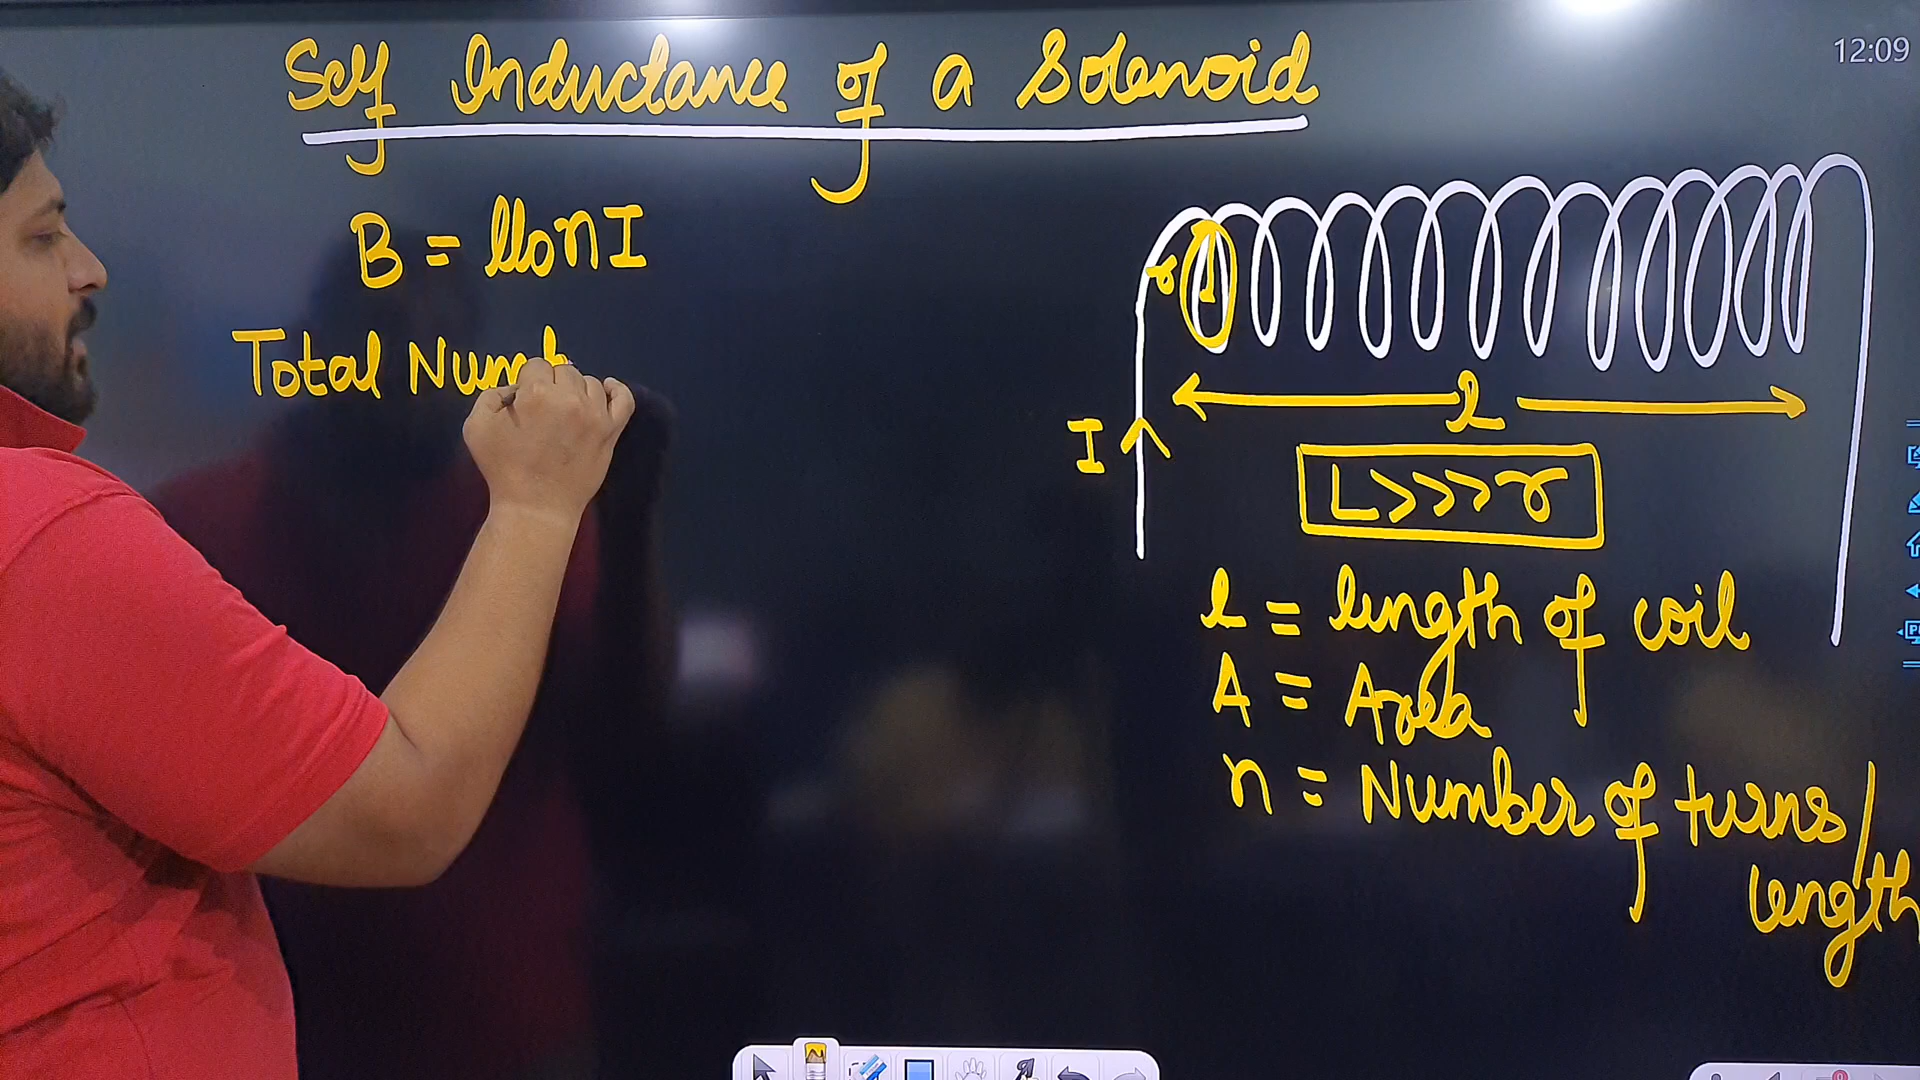 Self Inductance of a Solenoid
12:09
B = μonI
Total Numb
r
l
I
L>>>r
l = length of coil
A = Area
n = Number of turns/
length